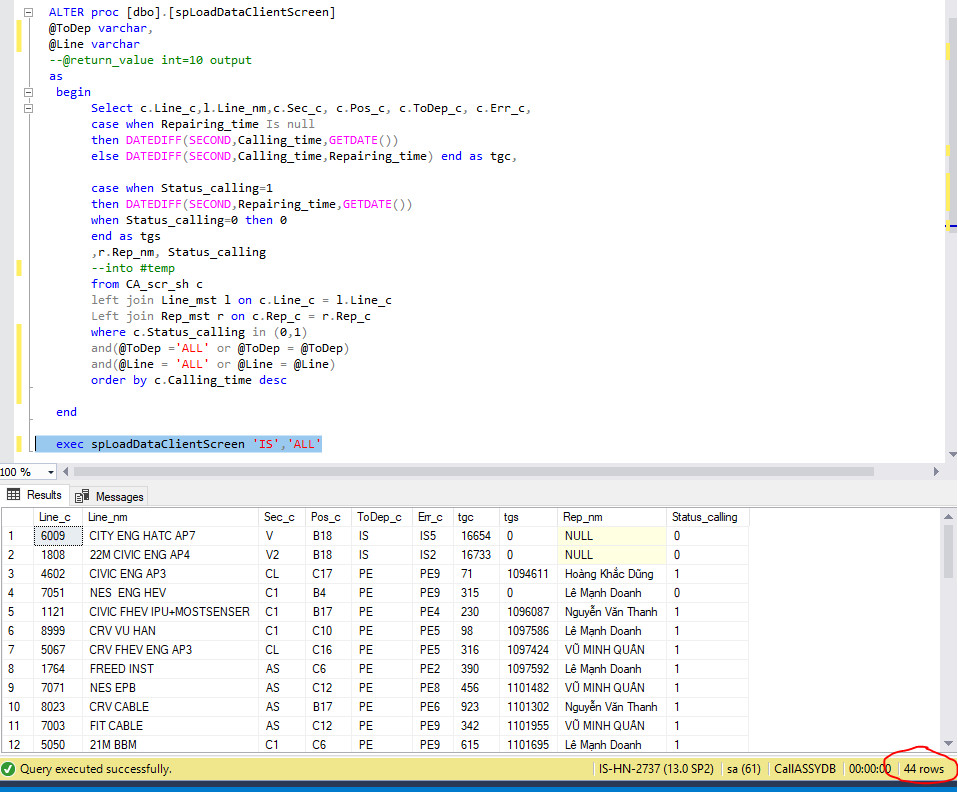 ALTER proc [dbo].[spLoadDataClientScreen]
@ToDep varchar,
@Line varchar
--@return_value int=10 output
as
begin
Select c.Line_c,l.Line_nm,c.Sec_c, c.Pos_c, c.ToDep_c, c.Err_c,
case when Repairing_time Is null
then DATEDIFF(SECOND,Calling_time,GETDATE())
else DATEDIFF(SECOND,Calling_time,Repairing_time) end as tgc,
case when Status_calling=1
then DATEDIFF(SECOND,Repairing_time,GETDATE())
when Status_calling=0 then 0
end as tgs
,r.Rep_nm, Status_calling
--into #temp
from CA_scr_sh c
left join Line_mst l on c.Line_c = l.Line_c
Left join Rep_mst r on c.Rep_c = r.Rep_c
where c.Status_calling in (0,1)
and(@ToDep ='ALL' or @ToDep = @ToDep)
and(@Line = 'ALL' or @Line = @Line)
order by c.Calling_time desc
end
exec spLoadDataClientScreen 'IS','ALL'
100 %
Results Messages
Line_c Line_nm Sec_c Pos_c ToDep_c Err_c tgc tgs Rep_nm Status_calling
1 6009 CITY ENG HATC AP7 V B18 IS IS5 16654 0 NULL 0
2 1808 22M CIVIC ENG AP4 V2 B18 IS IS2 16733 0 NULL 0
3 4602 CIVIC ENG AP3 CL C17 PE PE9 71 1094611 Hoàng Khắc Dũng 1
4 7051 NES ENG HEV C1 B4 PE PE9 315 0 Lê Mạnh Doanh 0
5 1121 CIVIC FHEV IPU+MOSTSENSER C1 B17 PE PE4 230 1096087 Nguyễn Văn Thanh 1
6 8999 CRV VU HAN C1 C10 PE PE5 98 1097586 Lê Mạnh Doanh 1
7 5067 CRV FHEV ENG AP3 CL C16 PE PE5 316 1097424 VŨ MINH QUÂN 1
8 1764 FREED INST AS C6 PE PE2 390 1097592 Lê Mạnh Doanh 1
9 7071 NES EPB AS C12 PE PE8 456 1101482 VŨ MINH QUÂN 1
10 8023 CRV CABLE AS B17 PE PE6 923 1101302 Nguyễn Văn Thanh 1
11 7003 FIT CABLE AS C12 PE PE9 342 1101955 VŨ MINH QUÂN 1
12 5050 21M BBM C1 C6 PE PE9 615 1101695 Lê Mạnh Doanh 1
Query executed successfully. IS-HN-2737 (13.0 SP2) sa (61) CallASSYDB 00:00:00 44 rows